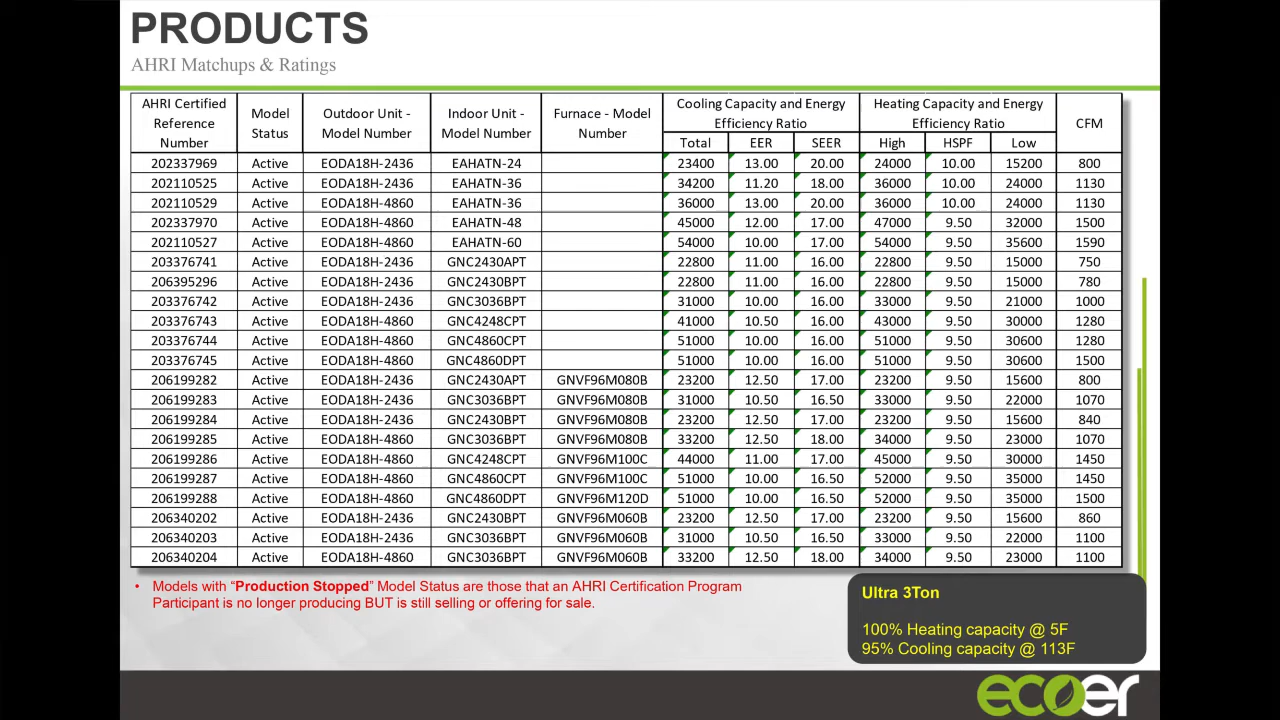 PRODUCTS
AHRI Matchups & Ratings
AHRI Certified Reference Number Model Status Outdoor Unit - Model Number Indoor Unit - Model Number Furnace - Model Number Cooling Capacity and Energy Efficiency Ratio Heating Capacity and Energy Efficiency Ratio CFM
Total EER SEER High HSPF Low
202337969 Active EODA18H-2436 EAHATN-24 23400 13.00 20.00 24000 10.00 15200 800
202110525 Active EODA18H-2436 EAHATN-36 34200 11.20 18.00 36000 10.00 24000 1130
202110529 Active EODA18H-4860 EAHATN-36 36000 13.00 20.00 36000 10.00 24000 1130
202337970 Active EODA18H-4860 EAHATN-48 45000 12.00 17.00 47000 9.50 32000 1500
202110527 Active EODA18H-4860 EAHATN-60 54000 10.00 17.00 54000 9.50 35600 1590
203376741 Active EODA18H-2436 GNC2430APT 22800 11.00 16.00 22800 9.50 15000 750
206395296 Active EODA18H-2436 GNC2430BPT 22800 11.00 16.00 22800 9.50 15000 780
203376742 Active EODA18H-2436 GNC3036BPT 31000 10.00 16.00 33000 9.50 21000 1000
203376743 Active EODA18H-4860 GNC4248CPT 41000 10.50 16.00 43000 9.50 30000 1280
203376744 Active EODA18H-4860 GNC4860CPT 51000 10.00 16.00 51000 9.50 30600 1280
203376745 Active EODA18H-4860 GNC4860DPT 51000 10.00 16.00 51000 9.50 30600 1500
206199282 Active EODA18H-2436 GNC2430APT GNVF96M080B 23200 12.50 17.00 23200 9.50 15600 800
206199283 Active EODA18H-2436 GNC3036BPT GNVF96M080B 31000 10.50 16.50 33000 9.50 22000 1070
206199284 Active EODA18H-2436 GNC2430BPT GNVF96M080B 23200 12.50 17.00 23200 9.50 15600 840
206199285 Active EODA18H-4860 GNC3036BPT GNVF96M080B 33200 12.50 18.00 34000 9.50 23000 1070
206199286 Active EODA18H-4860 GNC4248CPT GNVF96M100C 44000 11.00 17.00 45000 9.50 30000 1450
206199287 Active EODA18H-4860 GNC4860CPT GNVF96M100C 51000 10.00 16.50 52000 9.50 35000 1450
206199288 Active EODA18H-4860 GNC4860DPT GNVF96M120D 51000 10.00 16.50 52000 9.50 35000 1500
206340202 Active EODA18H-2436 GNC2430BPT GNVF96M060B 23200 12.50 17.00 23200 9.50 15600 860
206340203 Active EODA18H-2436 GNC3036BPT GNVF96M060B 31000 10.50 16.50 33000 9.50 22000 1100
206340204 Active EODA18H-4860 GNC3036BPT GNVF96M060B 33200 12.50 18.00 34000 9.50 23000 1100
• Models with “Production Stopped” Model Status are those that an AHRI Certification Program
Participant is no longer producing BUT is still selling or offering for sale.
Ultra 3Ton
100% Heating capacity @ 5F
95% Cooling capacity @ 113F
ecoer